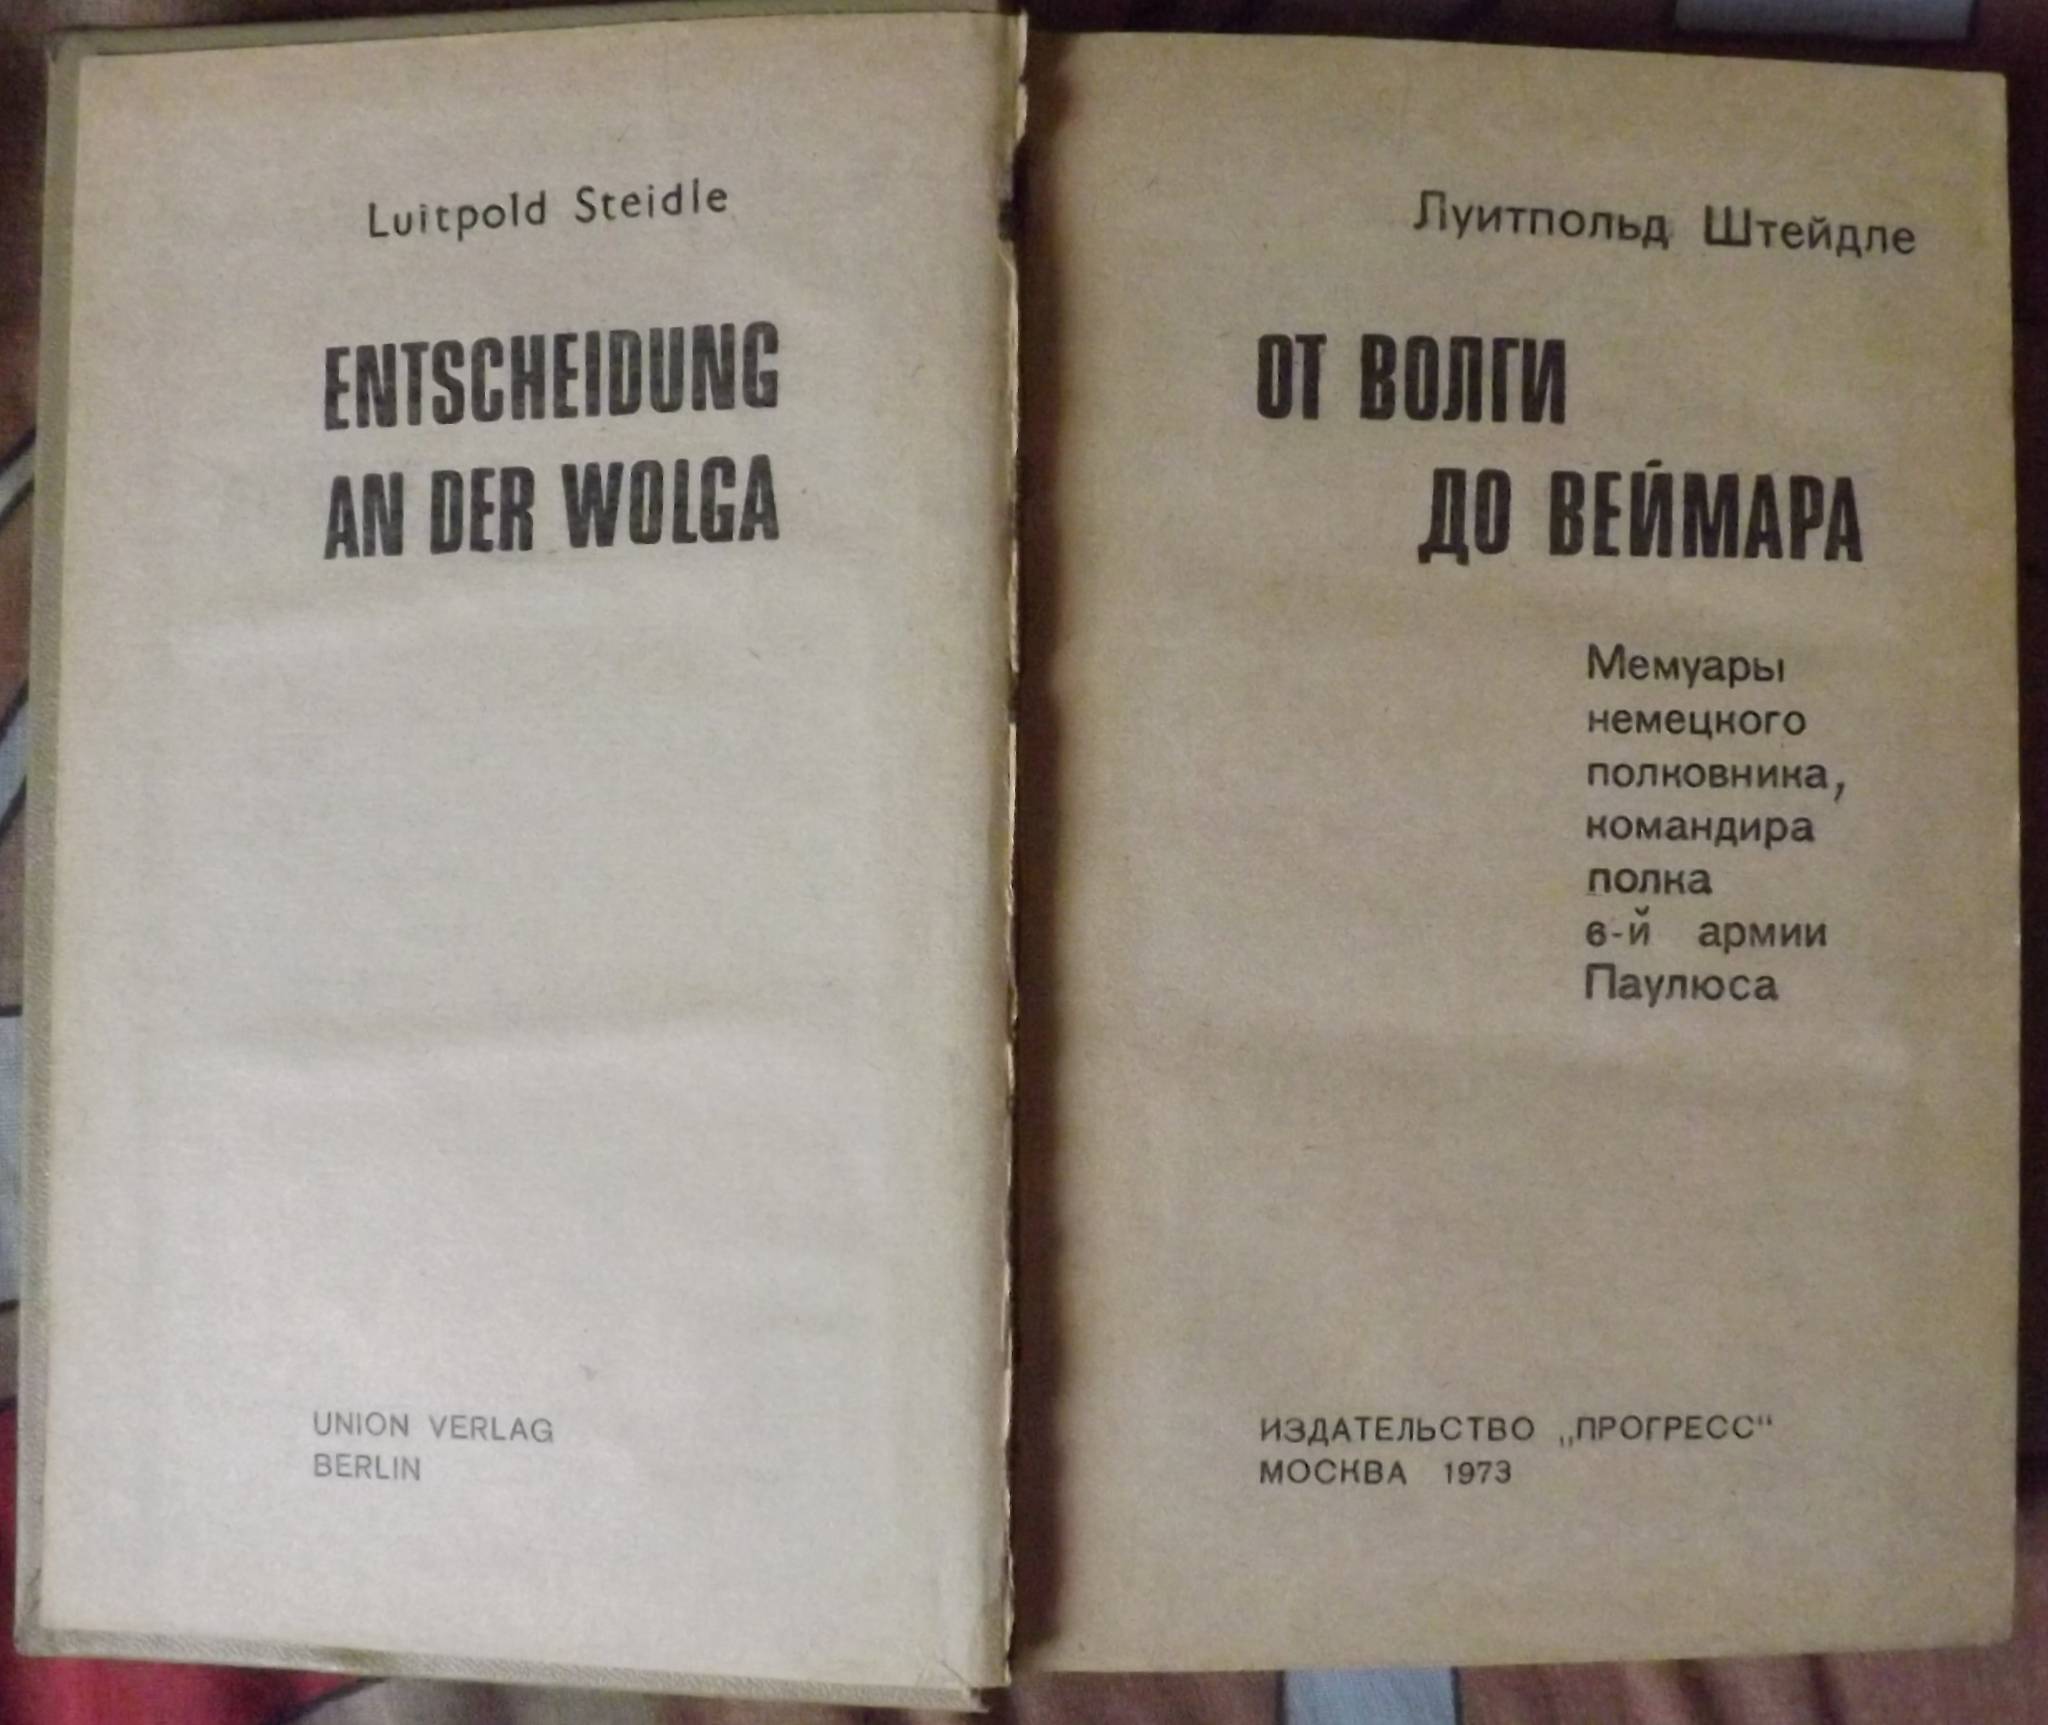 Luitpold Steidle
ENTSCHEIDUNG
AN DER WOLGA
UNION VERLAG
BERLIN
Луитпольд Штейдле
ОТ ВОЛГИ
ДО ВЕЙМАРА
Мемуары
немецкого
полковника,
командира
полка
6-й армии
Паулюса
ИЗДАТЕЛЬСТВО „ПРОГРЕСС“
МОСКВА 1973